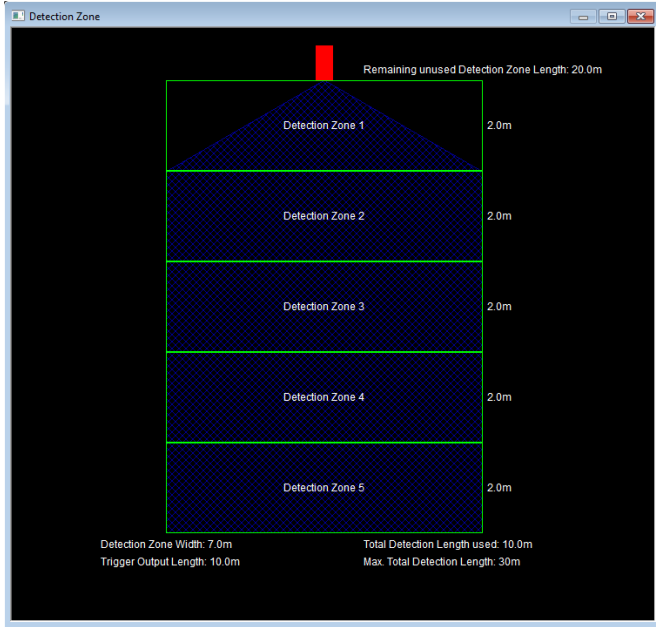 Detection Zone
Remaining unused Detection Zone Length: 20.0m
Detection Zone 1
2.0m
Detection Zone 2
2.0m
Detection Zone 3
2.0m
Detection Zone 4
2.0m
Detection Zone 5
2.0m
Detection Zone Width: 7.0m
Total Detection Length used: 10.0m
Trigger Output Length: 10.0m
Max. Total Detection Length: 30m